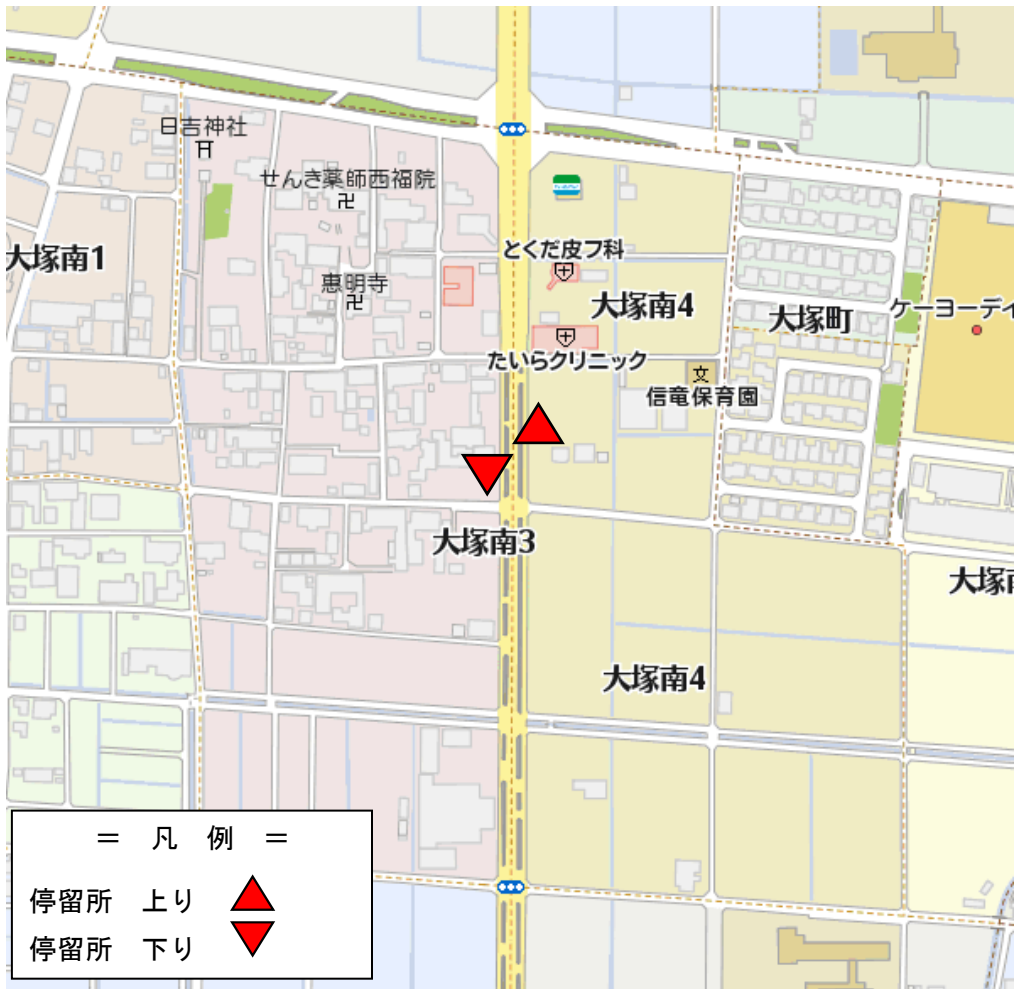 日吉神社
せんき薬師西福院
大塚南1
とくだ皮フ科
恵明寺
大塚南4
大塚町
ケーヨーデイ
たいらクリニック
信竜保育園
文
大塚南3
大塚南
大塚南4
= 凡 例 =
停留所 上り
停留所 下り